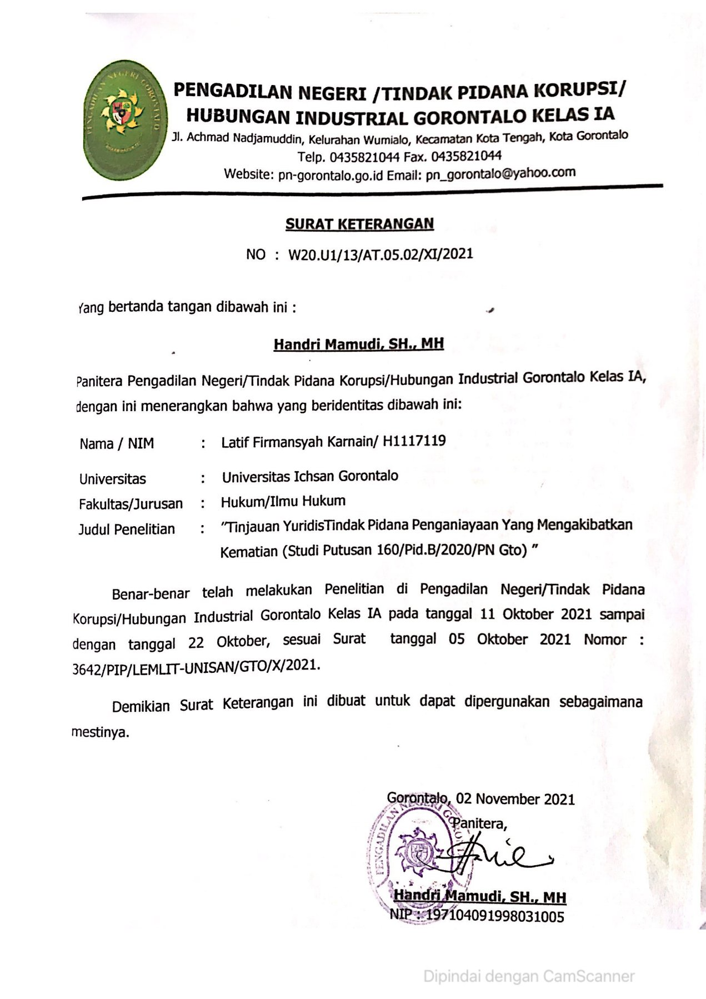 PENGADILAN NEGERI GORONTALO
PENGADILAN NEGERI /TINDAK PIDANA KORUPSI/
HUBUNGAN INDUSTRIAL GORONTALO KELAS IA
Jl. Achmad Nadjamuddin, Kelurahan Wumialo, Kecamatan Kota Tengah, Kota Gorontalo
Telp. 0435821044 Fax. 0435821044
Website: pn-gorontalo.go.id Email: pn_gorontalo@yahoo.com
SURAT KETERANGAN
NO : W20.U1/13/AT.05.02/XI/2021
Yang bertanda tangan dibawah ini :
Handri Mamudi, SH., MH
Panitera Pengadilan Negeri/Tindak Pidana Korupsi/Hubungan Industrial Gorontalo Kelas IA,
dengan ini menerangkan bahwa yang beridentitas dibawah ini:
Nama / NIM : Latif Firmansyah Karnain/ H1117119
Universitas : Universitas Ichsan Gorontalo
Fakultas/Jurusan : Hukum/Ilmu Hukum
Judul Penelitian : "Tinjauan YuridisTindak Pidana Penganiayaan Yang Mengakibatkan
Kematian (Studi Putusan 160/Pid.B/2020/PN Gto) "
Benar-benar telah melakukan Penelitian di Pengadilan Negeri/Tindak Pidana
Korupsi/Hubungan Industrial Gorontalo Kelas IA pada tanggal 11 Oktober 2021 sampai
dengan tanggal 22 Oktober, sesuai Surat tanggal 05 Oktober 2021 Nomor :
3642/PIP/LEMLIT-UNISAN/GTO/X/2021.
Demikian Surat Keterangan ini dibuat untuk dapat dipergunakan sebagaimana
mestinya.
Gorontalo, 02 November 2021
Panitera,
PENGADILAN NEGERI GORONTALO
Handri Mamudi, SH., MH
NIP : 197104091998031005
Dipindai dengan CamScanner